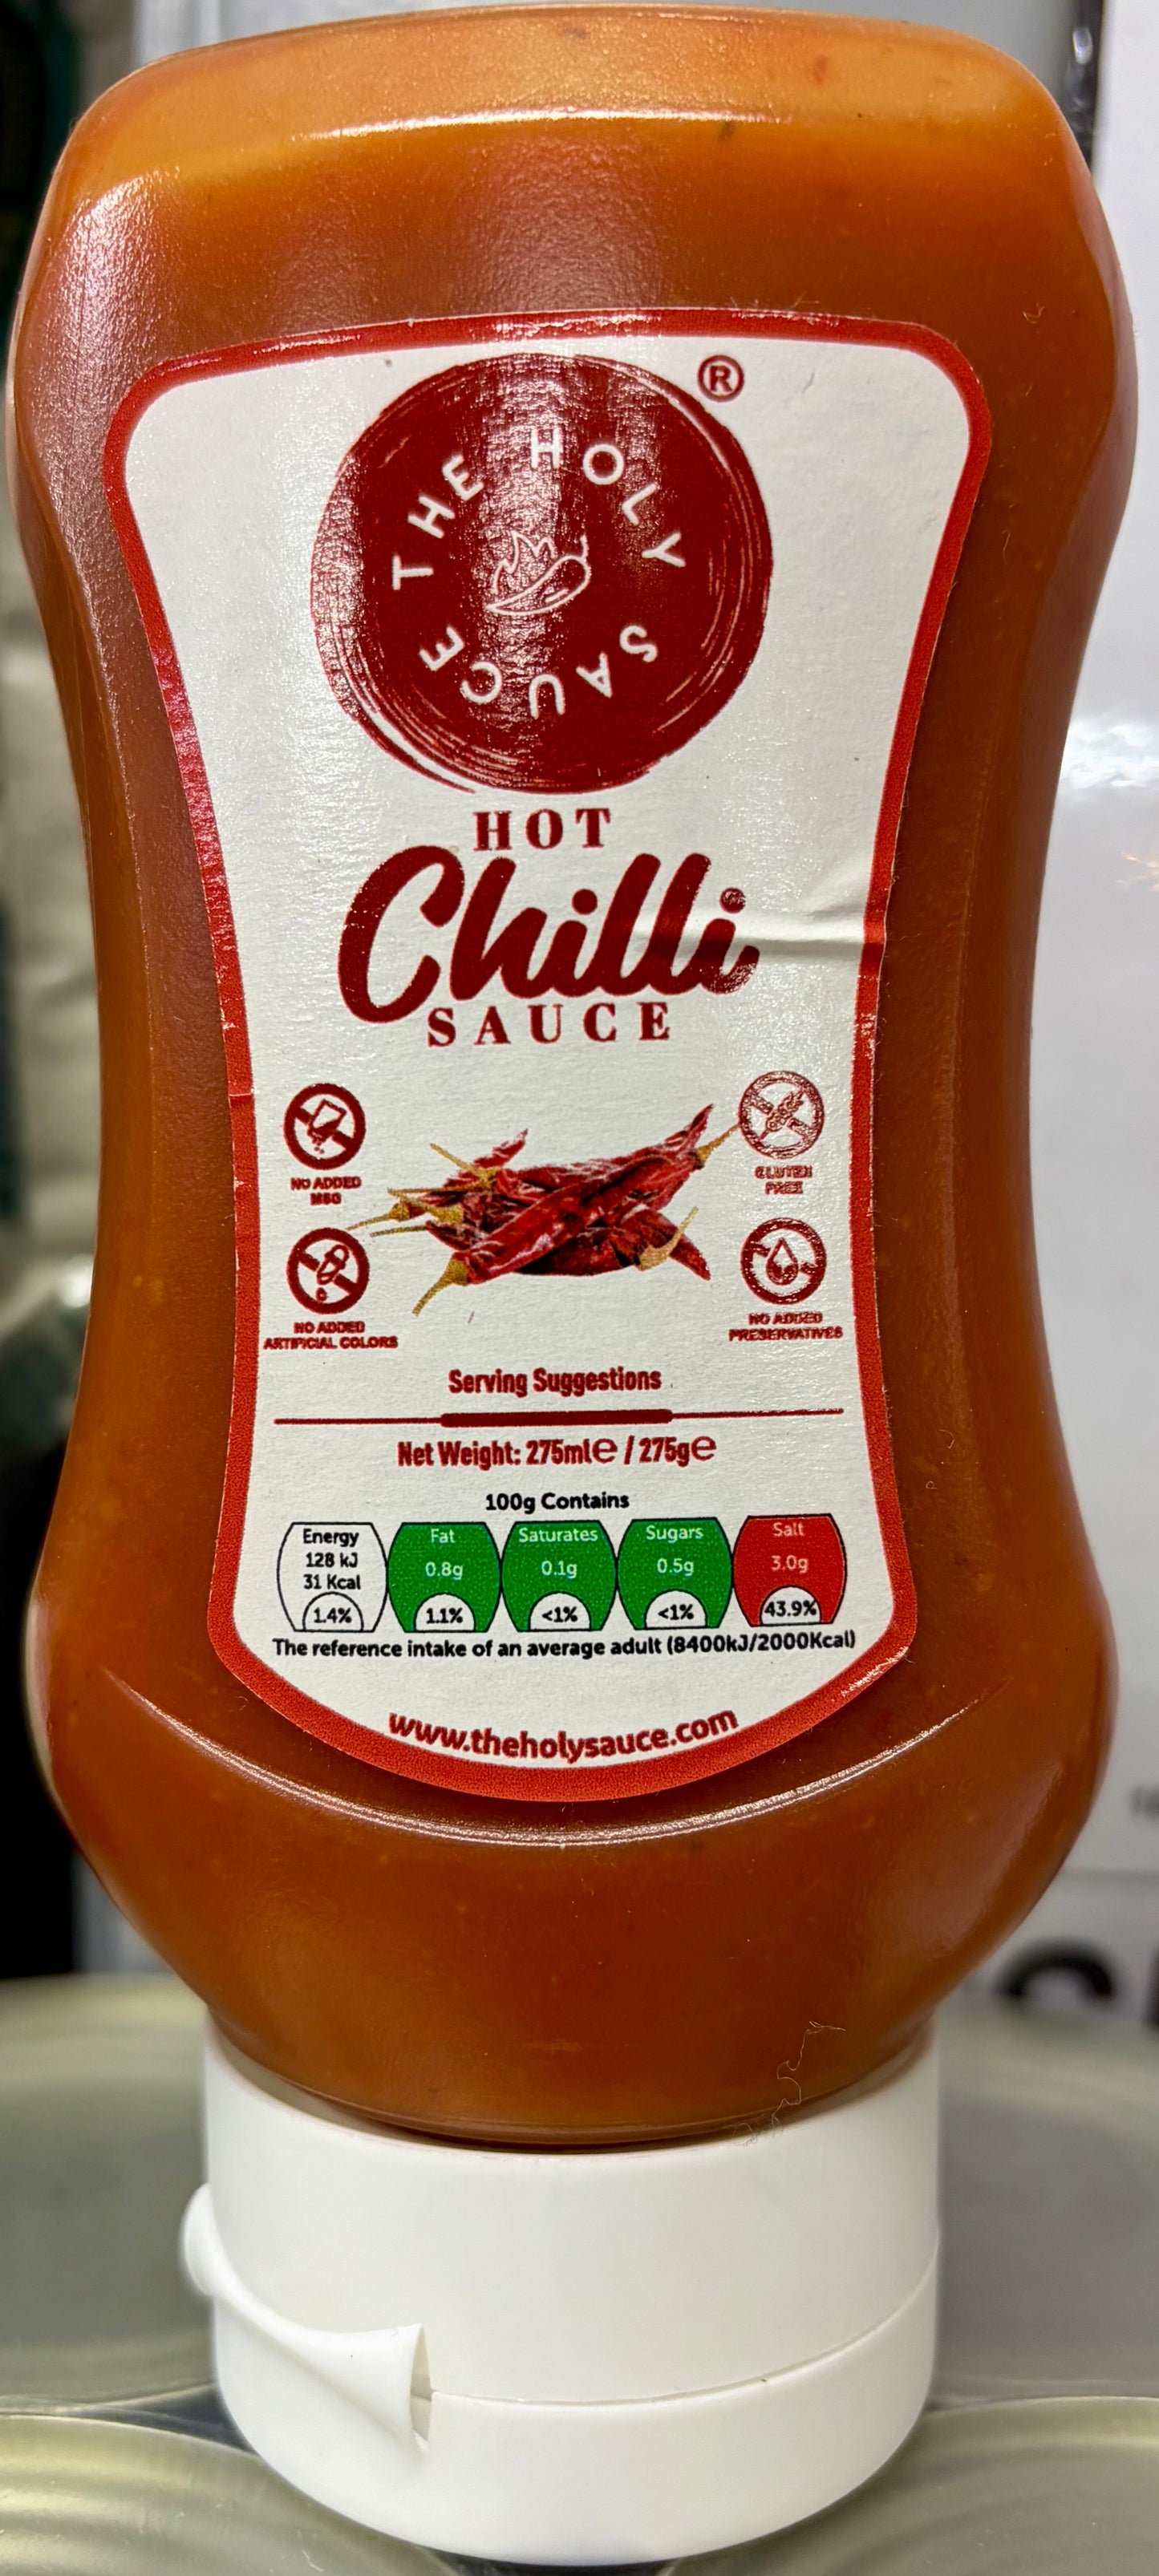 ®
THE HOLY SAUCE
HOT
Chilli
SAUCE
NO ADDED
MSG
GLUTEN
FREE
NO ADDED
ARTIFICIAL COLORS
NO ADDED
PRESERVATIVES
Serving Suggestions
Net Weight: 275ml℮ / 275g℮
100g Contains
Energy
128 kJ
31 Kcal
1.4%
Fat
0.8g
1.1%
Saturates
0.1g
<1%
Sugars
0.5g
<1%
Salt
3.0g
43.9%
The reference intake of an average adult (8400kJ/2000Kcal)
www.theholysauce.com